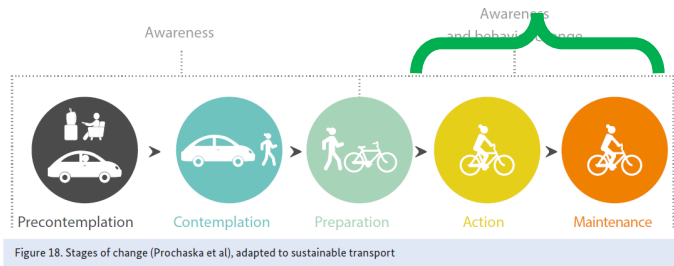 Awareness
Awareness
and behavior change
Precontemplation
Contemplation
Preparation
Action
Maintenance
Figure 18. Stages of change (Prochaska et al), adapted to sustainable transport